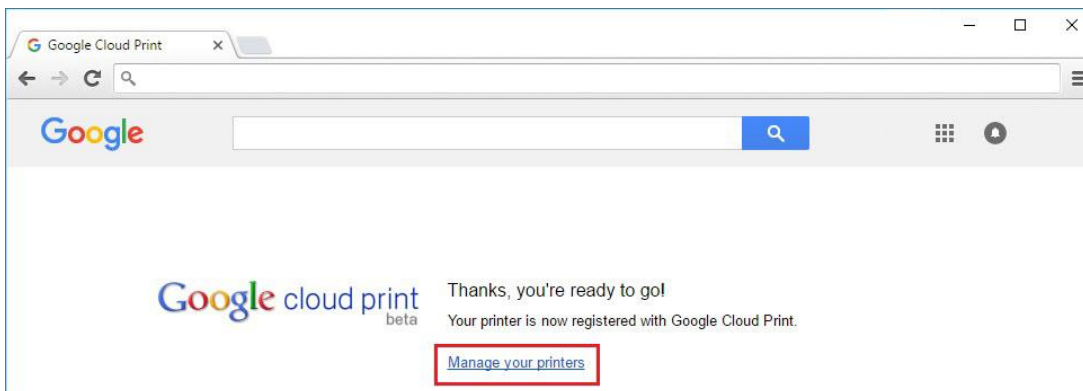 Google Cloud Print
Google
Google cloud print
beta
Thanks, you're ready to go!
Your printer is now registered with Google Cloud Print.
Manage your printers